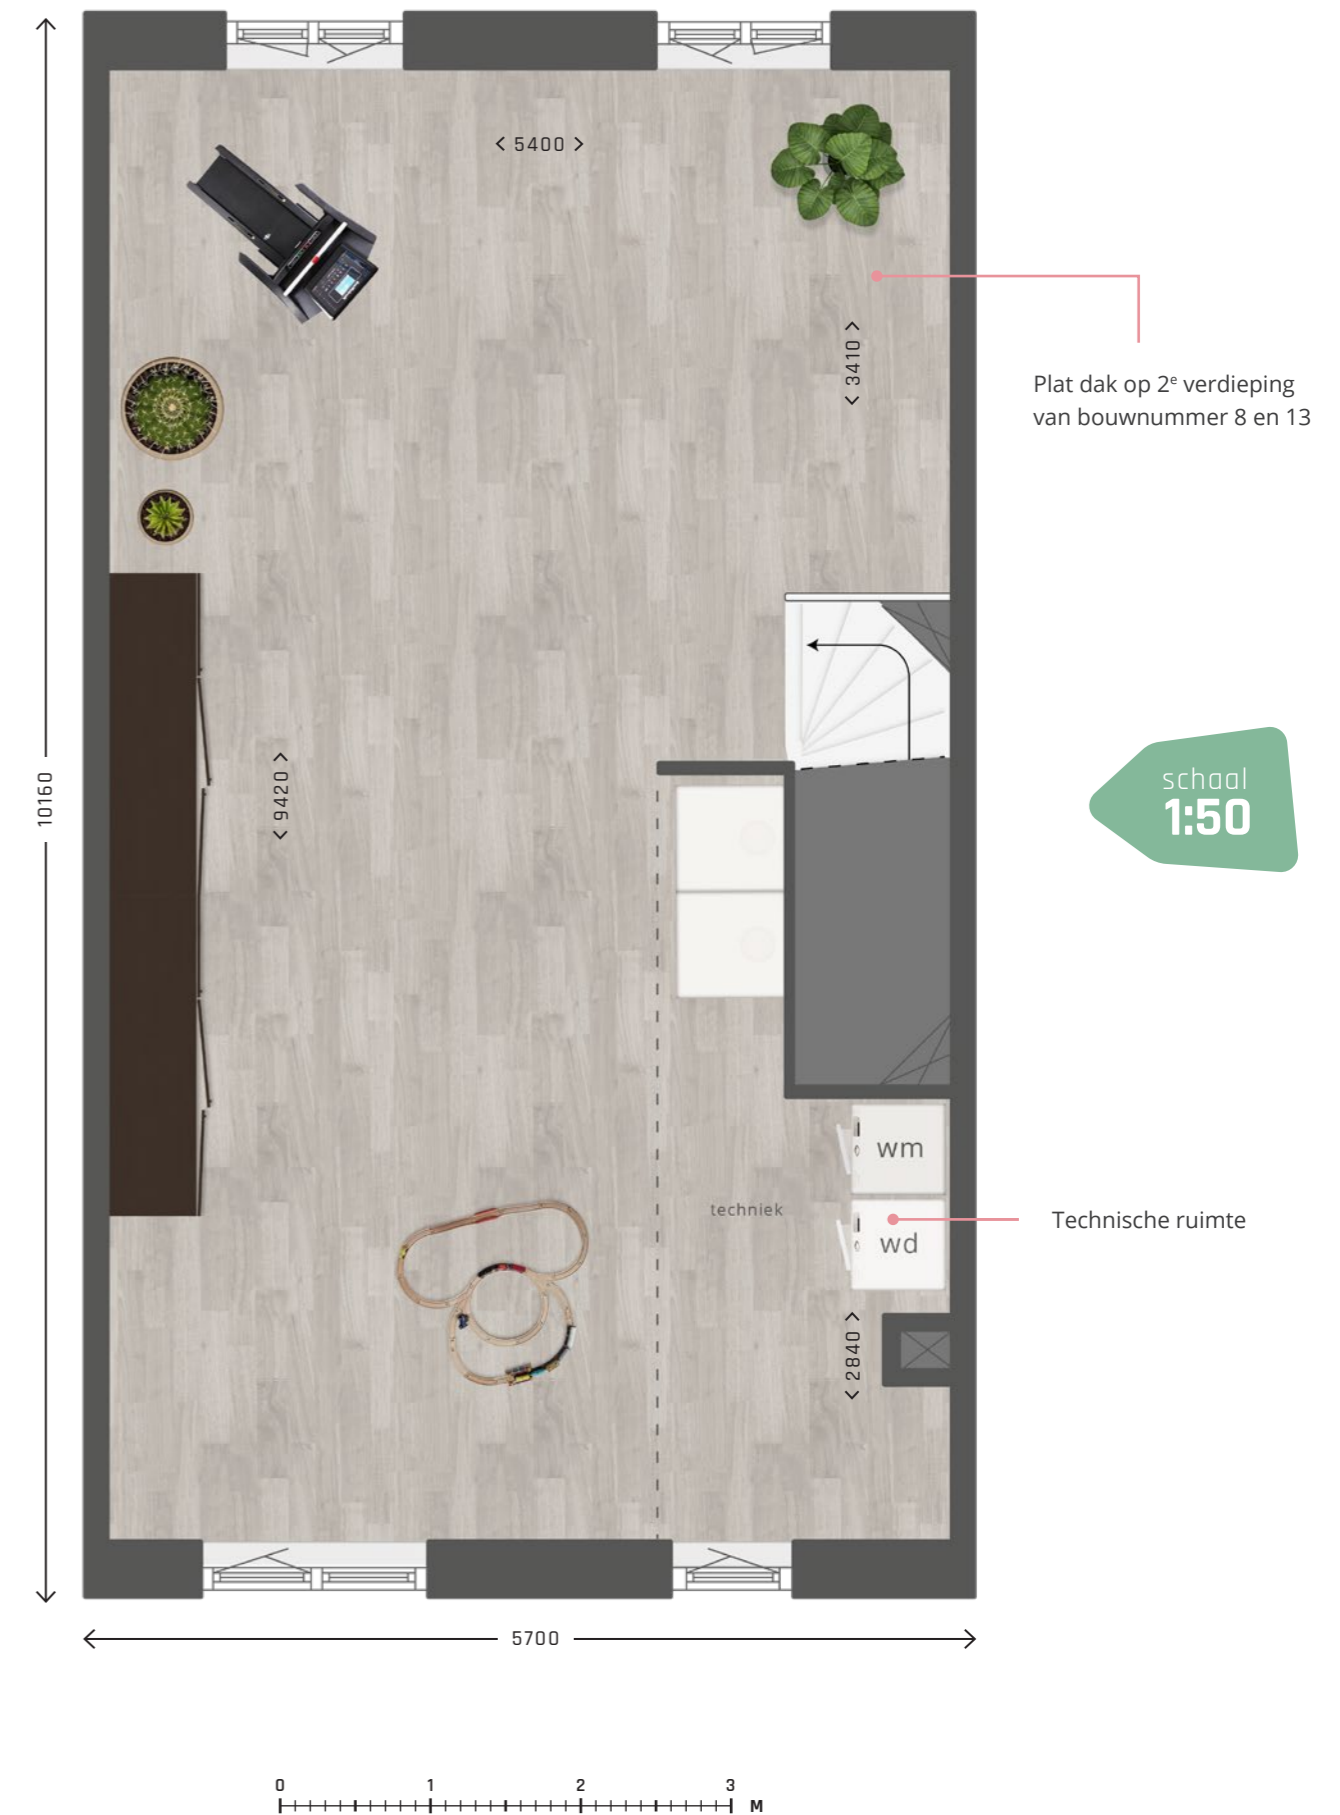 < 5400 >
< 3410 >
Plat dak op 2e verdieping
van bouwnummer 8 en 13
10160
< 9420 >
schaal
1:50
wm
techniek
wd
Technische ruimte
< 2840 >
5700
0 1 2 3
M